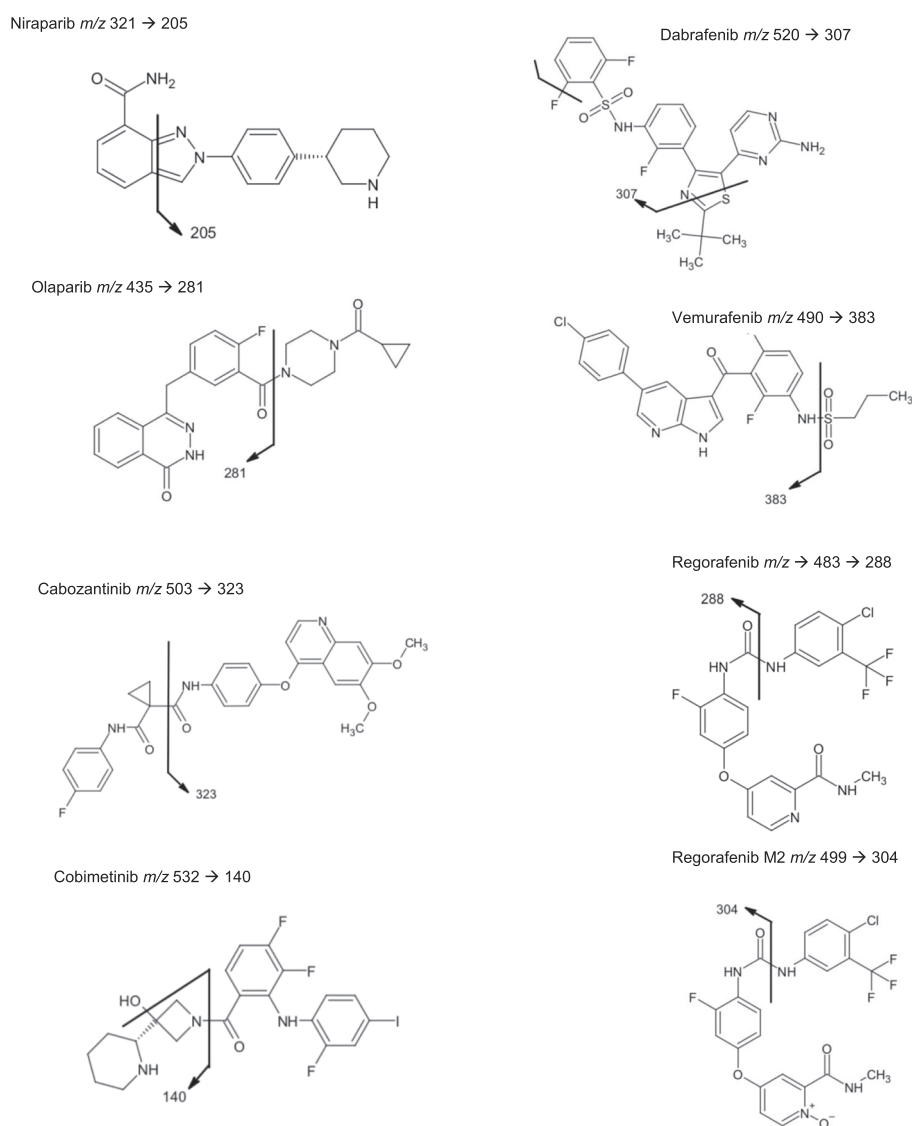 Niraparib m/z 321 → 205
O
NH2
N
N
N
H
205
Olaparib m/z 435 → 281
F
O
N
N
O
N
NH
O
281
Cabozantinib m/z 503 → 323
N
O
CH3
O
H3C
O
NH
O
NH
O
F
323
Cobimetinib m/z 532 → 140
F
F
HO
N
O
NH
I
F
NH
140
Dabrafenib m/z 520 → 307
F
F
S
O
O
NH
F
N
N
NH2
N
S
307
H3C
CH3
H3C
Vemurafenib m/z 490 → 383
Cl
O
F
NH
O
S
O
CH3
N
N
H
383
Regorafenib m/z → 483 → 288
288
Cl
O
NH
NH
F
F
F
F
O
O
NH
CH3
N
Regorafenib M2 m/z 499 → 304
304
Cl
O
NH
NH
F
F
F
F
O
O
NH
CH3
N+
O−